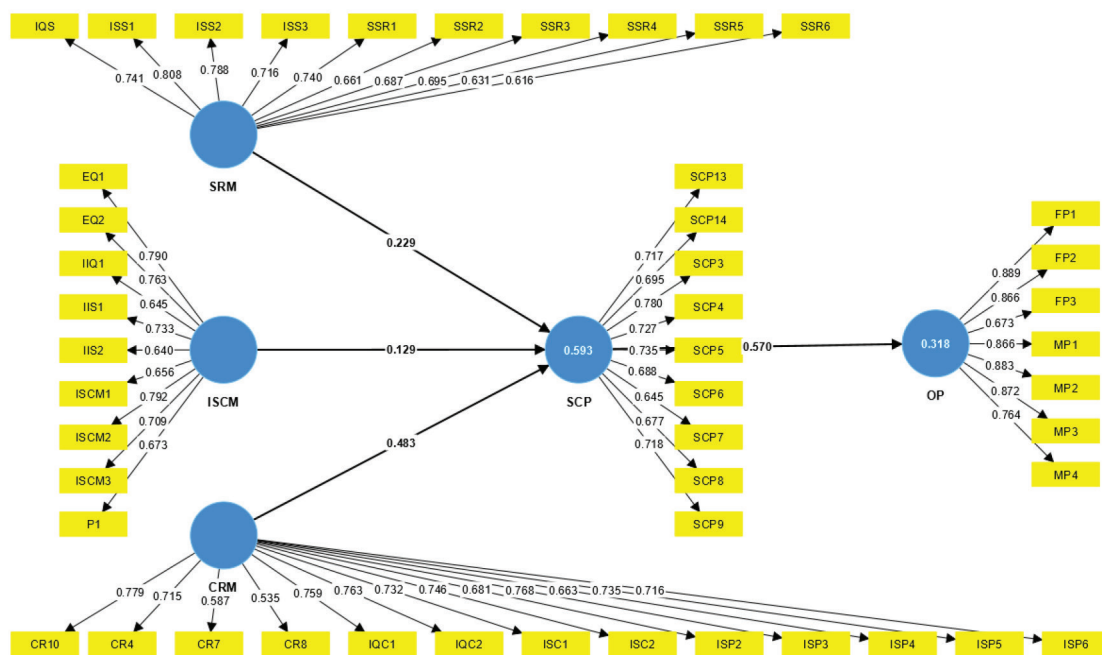 IQS ISS1 ISS2 ISS3 SSR1 SSR2 SSR3 SSR4 SSR5 SSR6
0.741 0.808 0.788 0.716 0.740 0.661 0.687 0.695 0.631 0.616
SRM
EQ1
EQ2
IIQ1
IIS1
IIS2
ISCM1
ISCM2
ISCM3
P1
0.790
0.763
0.645
0.733
0.640
0.656
0.792
0.709
0.673
ISCM
0.229
0.129
0.483
SCP13
SCP14
SCP3
SCP4
SCP5
SCP6
SCP7
SCP8
SCP9
0.717
0.695
0.780
0.727
0.735
0.688
0.645
0.677
0.718
0.593
SCP
0.570
0.318
OP
0.889
0.866
0.673
0.866
0.883
0.872
0.764
FP1
FP2
FP3
MP1
MP2
MP3
MP4
CRM
0.779 0.715 0.587 0.535 0.759 0.763 0.732 0.746 0.681 0.768 0.663 0.735 0.716
CR10 CR4 CR7 CR8 IQC1 IQC2 ISC1 ISC2 ISP2 ISP3 ISP4 ISP5 ISP6